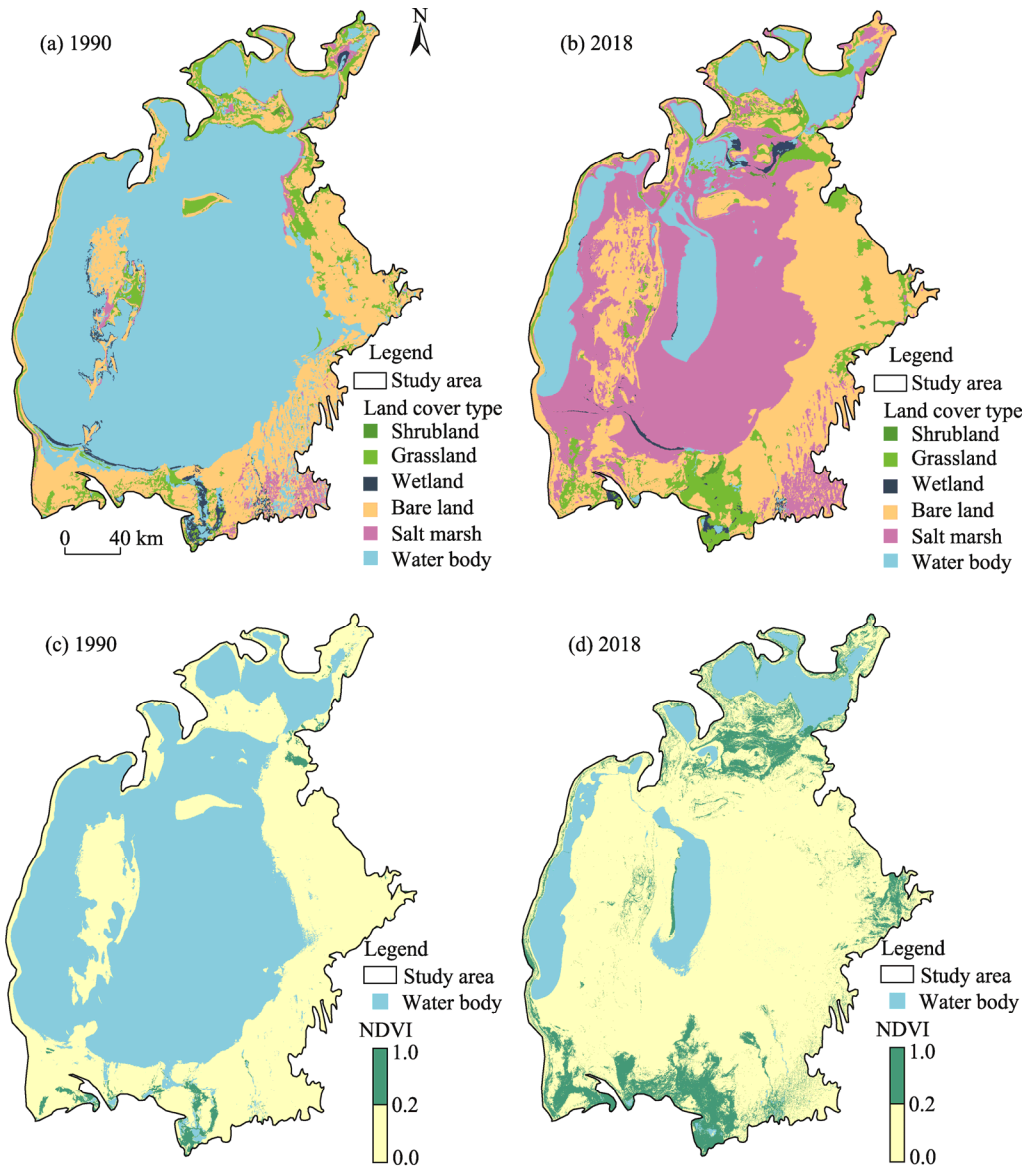 (a) 1990
N
Legend
Study area
Land cover type
Shrubland
Grassland
Wetland
Bare land
Salt marsh
Water body
0 40 km
(b) 2018
Legend
Study area
Land cover type
Shrubland
Grassland
Wetland
Bare land
Salt marsh
Water body
(c) 1990
Legend
Study area
Water body
NDVI
1.0
0.2
0.0
(d) 2018
Legend
Study area
Water body
NDVI
1.0
0.2
0.0